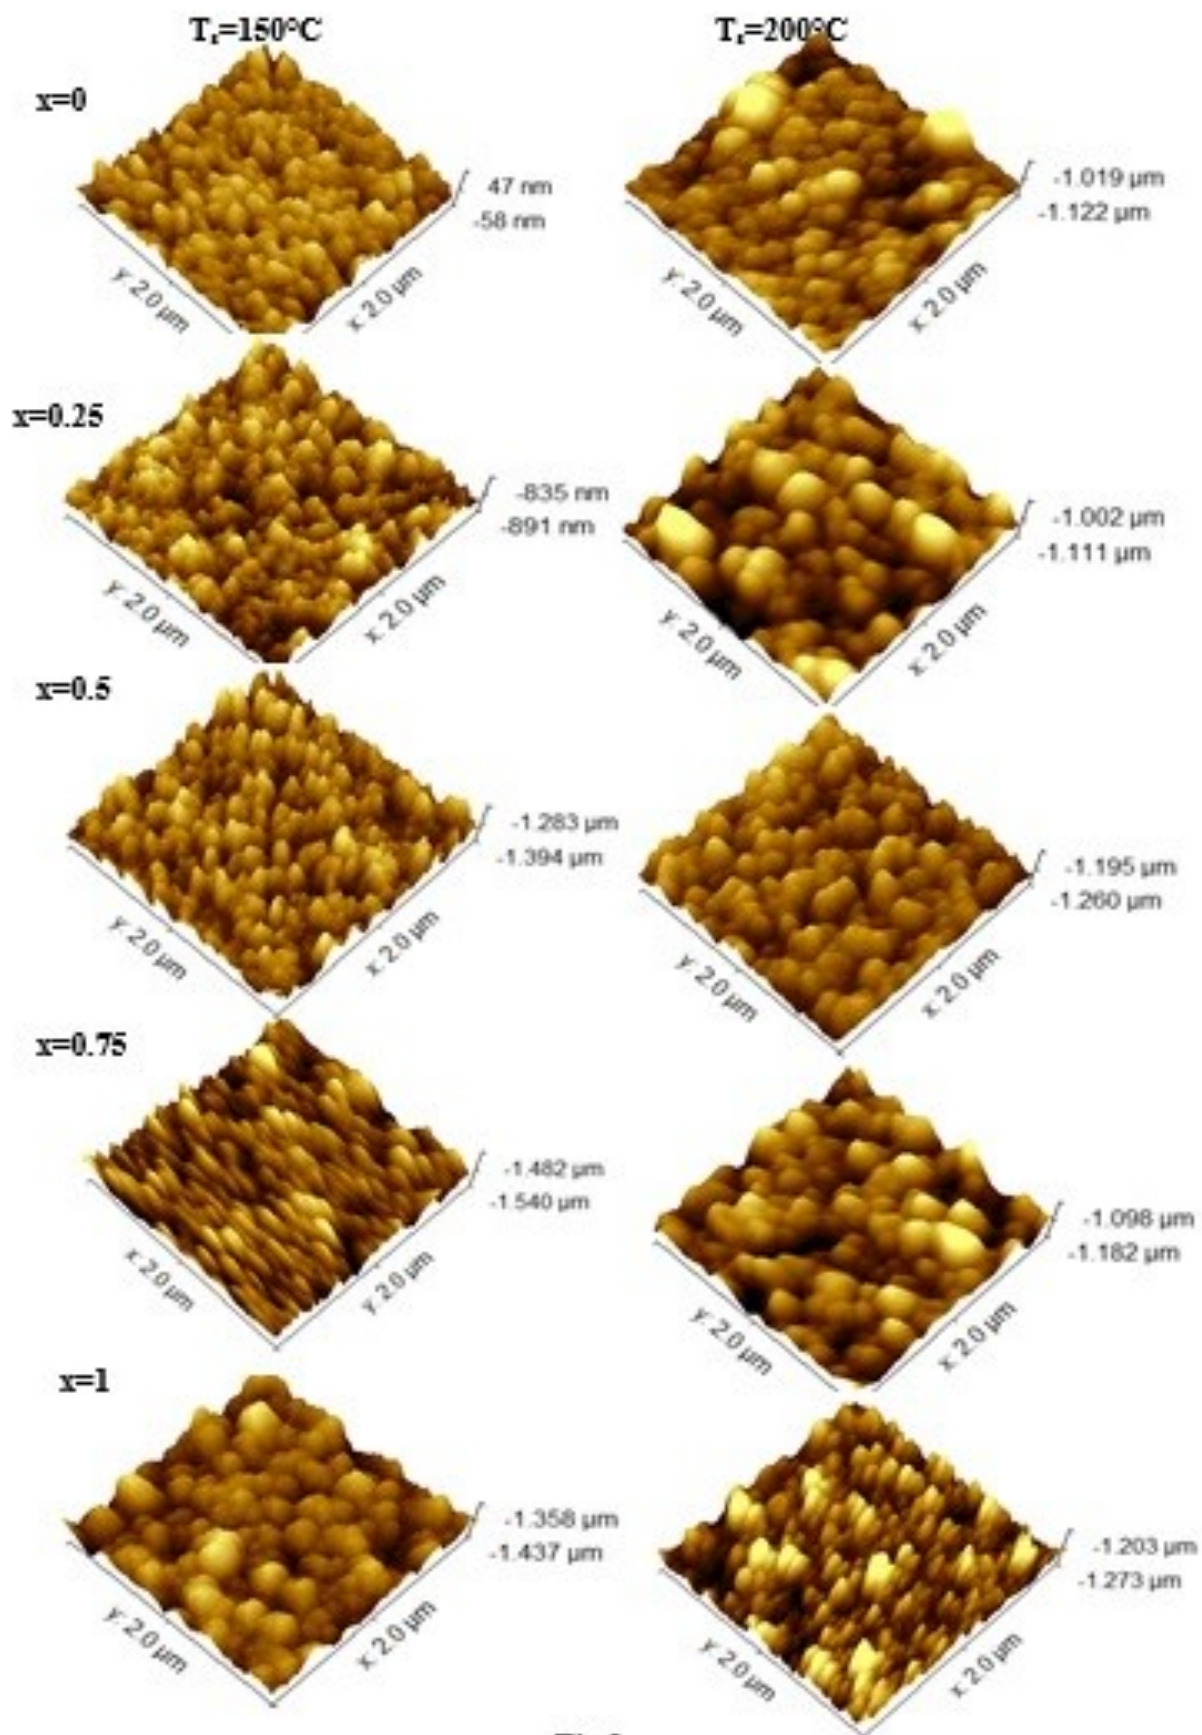 Tₛ=150°C Tₛ=200°C
x=0
47 nm
-58 nm
y: 2.0 µm x: 2.0 µm
-1.019 µm
-1.122 µm
y: 2.0 µm x: 2.0 µm
x=0.25
-835 nm
-891 nm
y: 2.0 µm x: 2.0 µm
-1.002 µm
-1.111 µm
y: 2.0 µm x: 2.0 µm
x=0.5
-1.283 µm
-1.394 µm
y: 2.0 µm x: 2.0 µm
-1.195 µm
-1.260 µm
y: 2.0 µm x: 2.0 µm
x=0.75
-1.482 µm
-1.540 µm
x: 2.0 µm y: 2.0 µm
-1.098 µm
-1.182 µm
y: 2.0 µm x: 2.0 µm
x=1
-1.358 µm
-1.437 µm
y: 2.0 µm x: 2.0 µm
-1.203 µm
-1.273 µm
y: 2.0 µm x: 2.0 µm